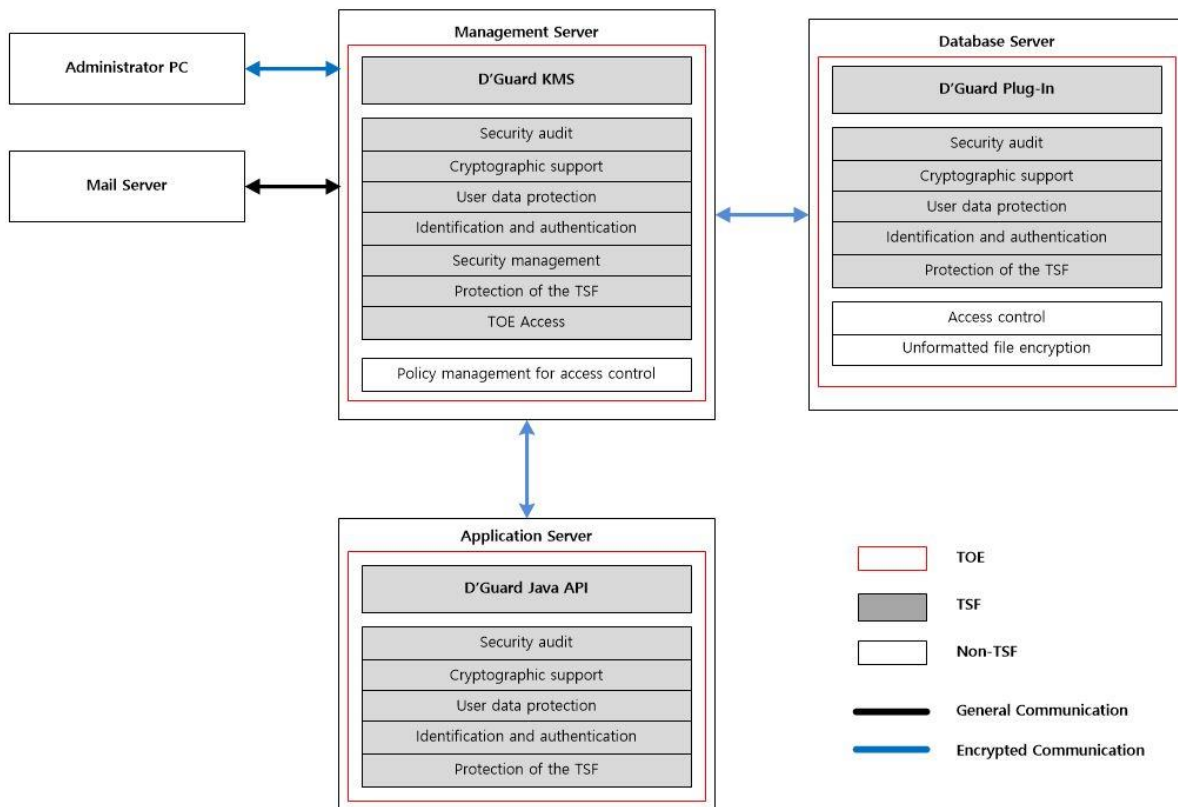 Administrator PC
Mail Server
Management Server
D'Guard KMS
Security audit
Cryptographic support
User data protection
Identification and authentication
Security management
Protection of the TSF
TOE Access
Policy management for access control
Database Server
D'Guard Plug-In
Security audit
Cryptographic support
User data protection
Identification and authentication
Protection of the TSF
Access control
Unformatted file encryption
Application Server
D'Guard Java API
Security audit
Cryptographic support
User data protection
Identification and authentication
Protection of the TSF
TOE
TSF
Non-TSF
General Communication
Encrypted Communication